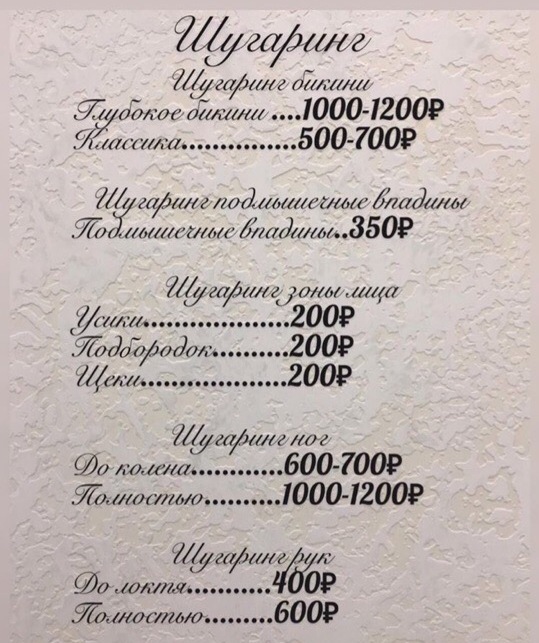 Шугаринг
Шугаринг бикини
Глубокое бикини ....1000-1200₽
Классика................500-700₽
Шугаринг подмышечные впадины
Подмышечные впадины..350₽
Шугаринг зоны лица
Усики....................200₽
Подбородок..........200₽
Щеки.................200₽
Шугаринг ног
До колена............600-700₽
Полностью..........1000-1200₽
Шугаринг рук
До локтя............400₽
Полностью.........600₽